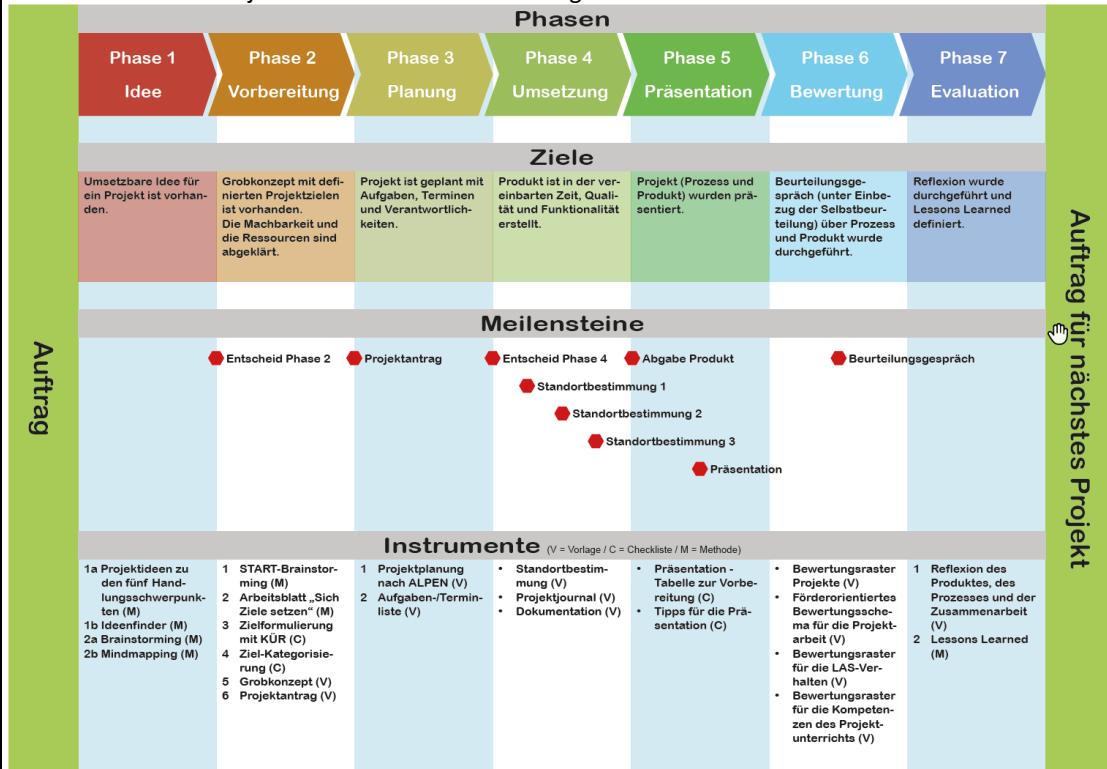 Phasen
Phase 1
Idee
Phase 2
Vorbereitung
Phase 3
Planung
Phase 4
Umsetzung
Phase 5
Präsentation
Phase 6
Bewertung
Phase 7
Evaluation
Ziele
Umsetzbare Idee für
ein Projekt ist vorhan-
den.
Grobkonzept mit defi-
nierten Projektzielen
ist vorhanden.
Die Machbarkeit und
die Ressourcen sind
abgeklärt.
Projekt ist geplant mit
Aufgaben, Terminen
und Verantwortlich-
keiten.
Produkt ist in der ver-
einbarten Zeit, Quali-
tät und Funktionalität
erstellt.
Projekt (Prozess und
Produkt) wurden prä-
sentiert.
Beurteilungsge-
spräch (unter Einbe-
zug der Selbstbeur-
teilung) über Prozess
und Produkt wurde
durchgeführt.
Reflexion wurde
durchgeführt und
Lessons Learned
definiert.
Meilensteine
Entscheid Phase 2
Projektantrag
Entscheid Phase 4
Abgabe Produkt
Beurteilungsgespräch
Standortbestimmung 1
Standortbestimmung 2
Standortbestimmung 3
Präsentation
Instrumente (V = Vorlage / C = Checkliste / M = Methode)
1a Projektideen zu
den fünf Hand-
lungsschwerpunk-
ten (M)
1b Ideenfinder (M)
2a Brainstorming (M)
2b Mindmapping (M)
1 START-Brainstor-
ming (M)
2 Arbeitsblatt „Sich
Ziele setzen“ (M)
3 Zielformulierung
mit KÜR (C)
4 Ziel-Kategorisie-
rung (C)
5 Grobkonzept (V)
6 Projektantrag (V)
1 Projektplanung
nach ALPEN (V)
2 Aufgaben-/Termin-
liste (V)
• Standortbestim-
mung (V)
• Projektjournal (V)
• Dokumentation (V)
• Präsentation -
Tabelle zur Vorbe-
reitung (C)
• Tipps für die Prä-
sentation (C)
• Bewertungsraster
Projekte (V)
• Förderorientiertes
Bewertungssche-
ma für die Projekt-
arbeit (V)
• Bewertungsraster
für die LAS-Ver-
halten (V)
• Bewertungsraster
für die Kompeten-
zen des Projekt-
unterrichts (V)
1 Reflexion des
Produktes, des
Prozesses und der
Zusammenarbeit
(V)
2 Lessons Learned
(M)
Auftrag
Auftrag für nächstes Projekt